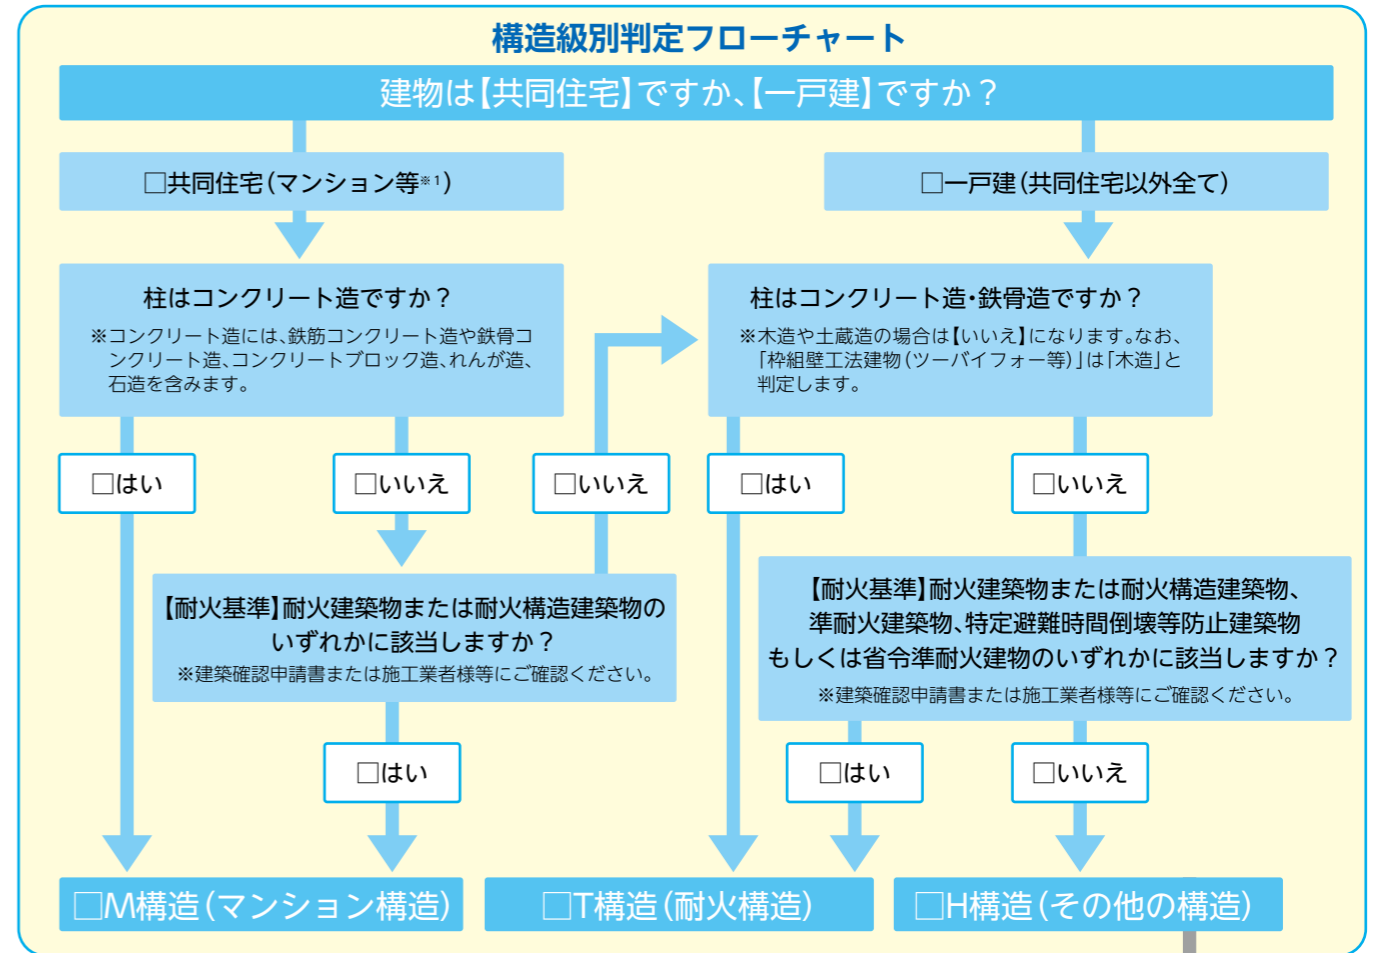 構造級別判定フローチャート
建物は【共同住宅】ですか、【一戸建】ですか？
□共同住宅（マンション等※1）
□一戸建（共同住宅以外全て）
柱はコンクリート造ですか？
※コンクリート造には、鉄筋コンクリート造や鉄骨コ
ンクリート造、コンクリートブロック造、れんが造、
石造を含みます。
柱はコンクリート造・鉄骨造ですか？
※木造や土蔵造の場合は【いいえ】になります。なお、
「枠組壁工法建物（ツーバイフォー等）」は「木造」と
判定します。
□はい
□いいえ
□いいえ
□はい
□いいえ
【耐火基準】耐火建築物または耐火構造建築物の
いずれかに該当しますか？
※建築確認申請書または施工業者様等にご確認ください。
【耐火基準】耐火建築物または耐火構造建築物、
準耐火建築物、特定避難時間倒壊等防止建築物
もしくは省令準耐火建物のいずれかに該当しますか？
※建築確認申請書または施工業者様等にご確認ください。
□はい
□はい
□いいえ
□M構造（マンション構造）
□T構造（耐火構造）
□H構造（その他の構造）